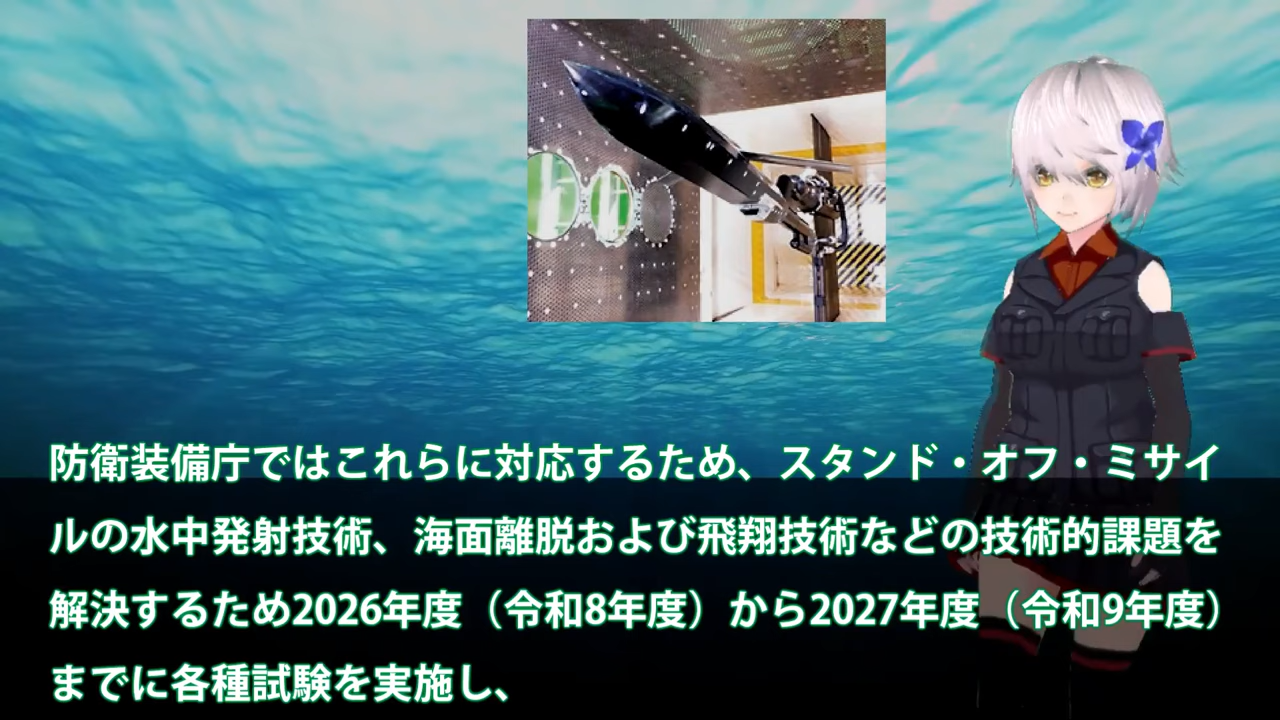 防衛装備庁ではこれらに対応するため、スタンド・オフ・ミサイ
ルの水中発射技術、海面離脱および飛翔技術などの技術的課題を
解決するため2026年度（令和8年度）から2027年度（令和9年度）
までに各種試験を実施し、